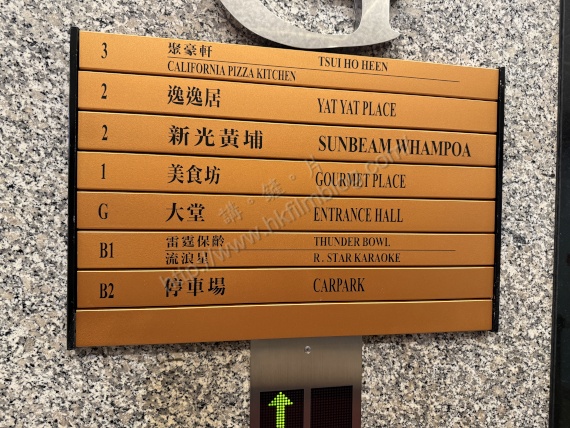 G
3 聚豪軒 TSUI HO HEEN
CALIFORNIA PIZZA KITCHEN
2 逸逸居 YAT YAT PLACE
2 新光黃埔 SUNBEAM WHAMPOA
1 美食坊 GOURMET PLACE
G 大堂 ENTRANCE HALL
B1 雷霆保齡 THUNDER BOWL
流浪星 R. STAR KARAOKE
B2 停車場 CARPARK